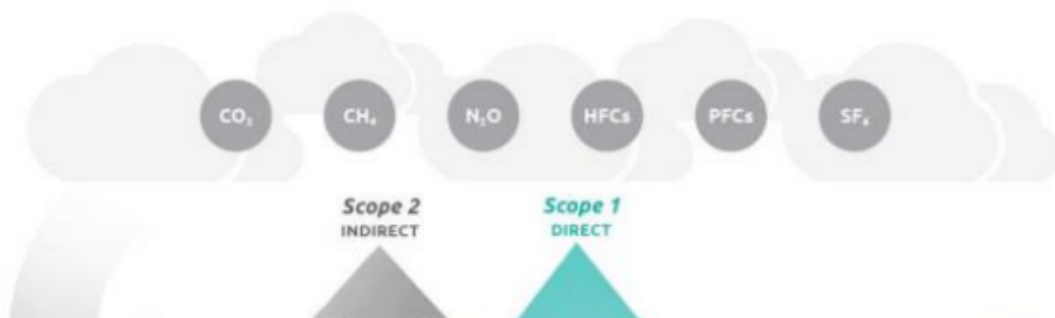 CO₂ CH₄ N₂O HFCs PFCs SF₆
Scope 2 Scope 1
INDIRECT DIRECT